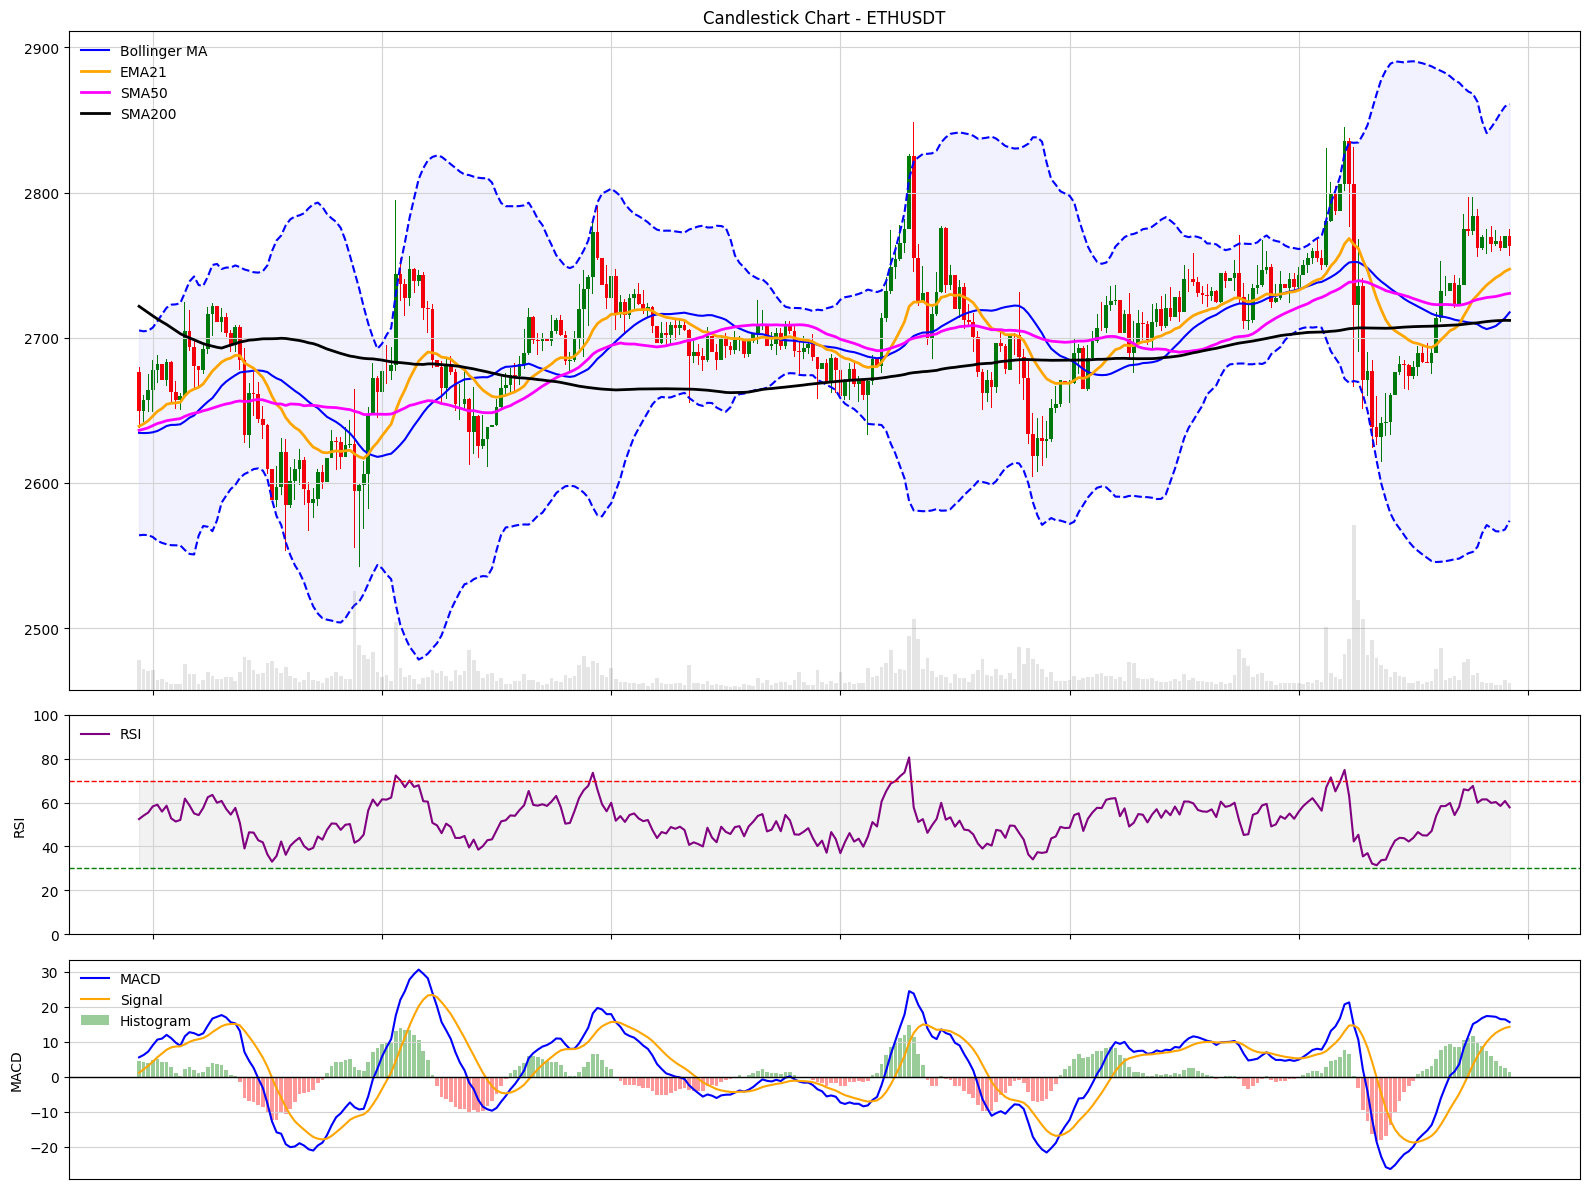 Candlestick Chart - ETHUSDT
2900
2800
2700
2600
2500
Bollinger MA
EMA21
SMA50
SMA200
100
80
60
40
20
0
RSI
RSI
30
20
10
0
−10
−20
MACD
MACD
Signal
Histogram